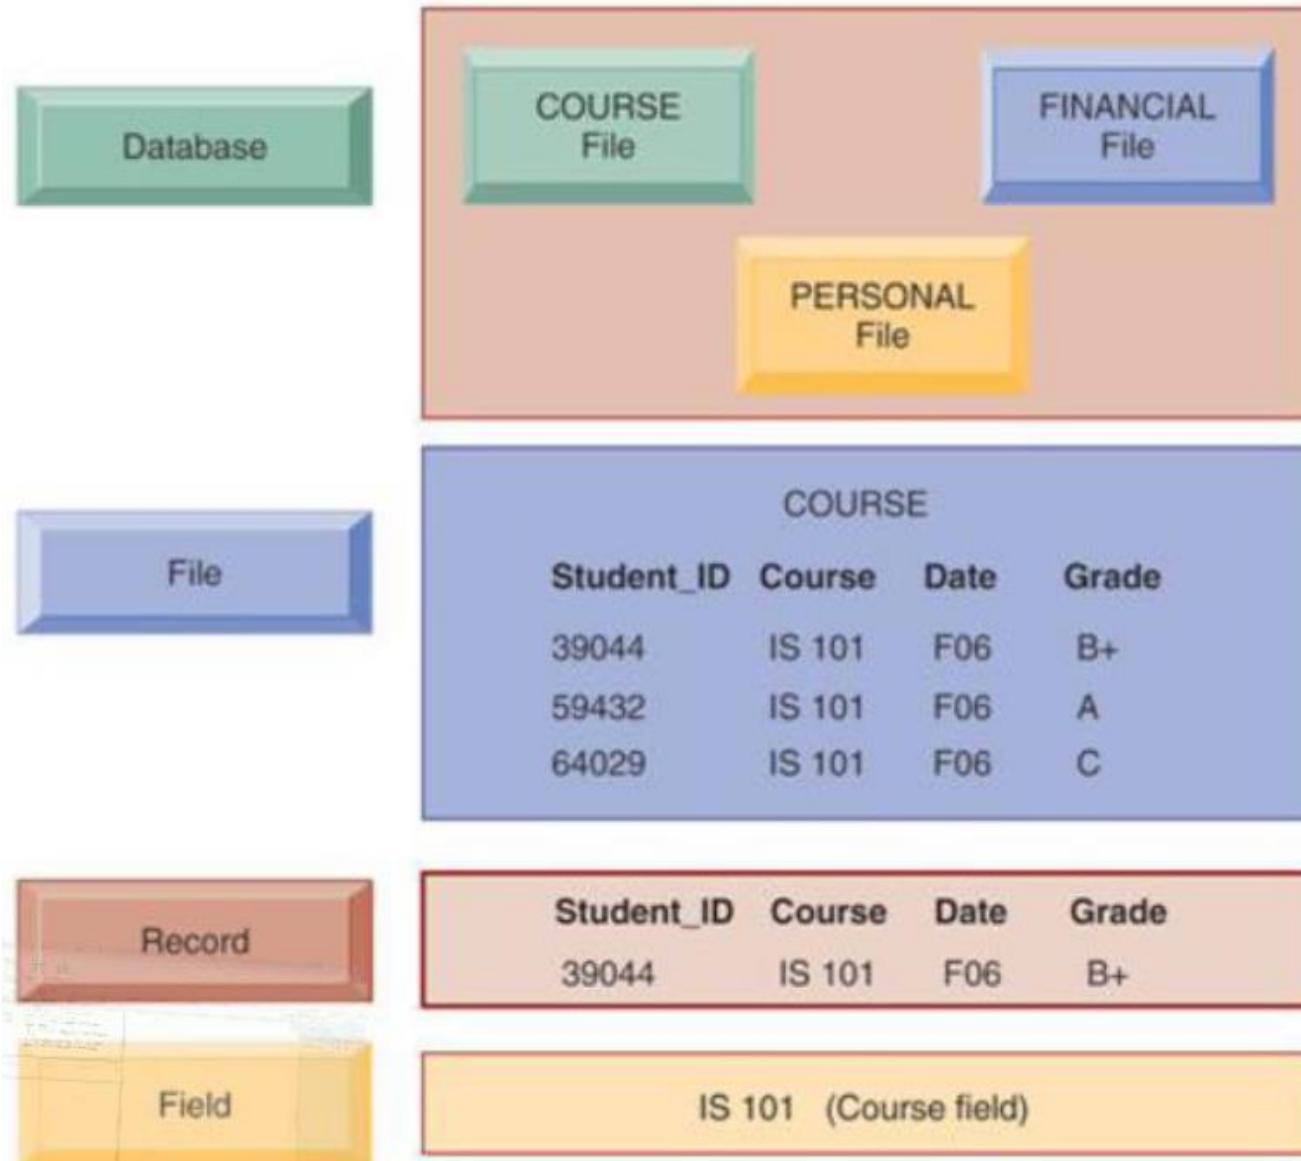 Database
COURSE
File
FINANCIAL
File
PERSONAL
File
File
COURSE
Student_ID Course Date Grade
39044 IS 101 F06 B+
59432 IS 101 F06 A
64029 IS 101 F06 C
Record
Student_ID Course Date Grade
39044 IS 101 F06 B+
Field
IS 101 (Course field)